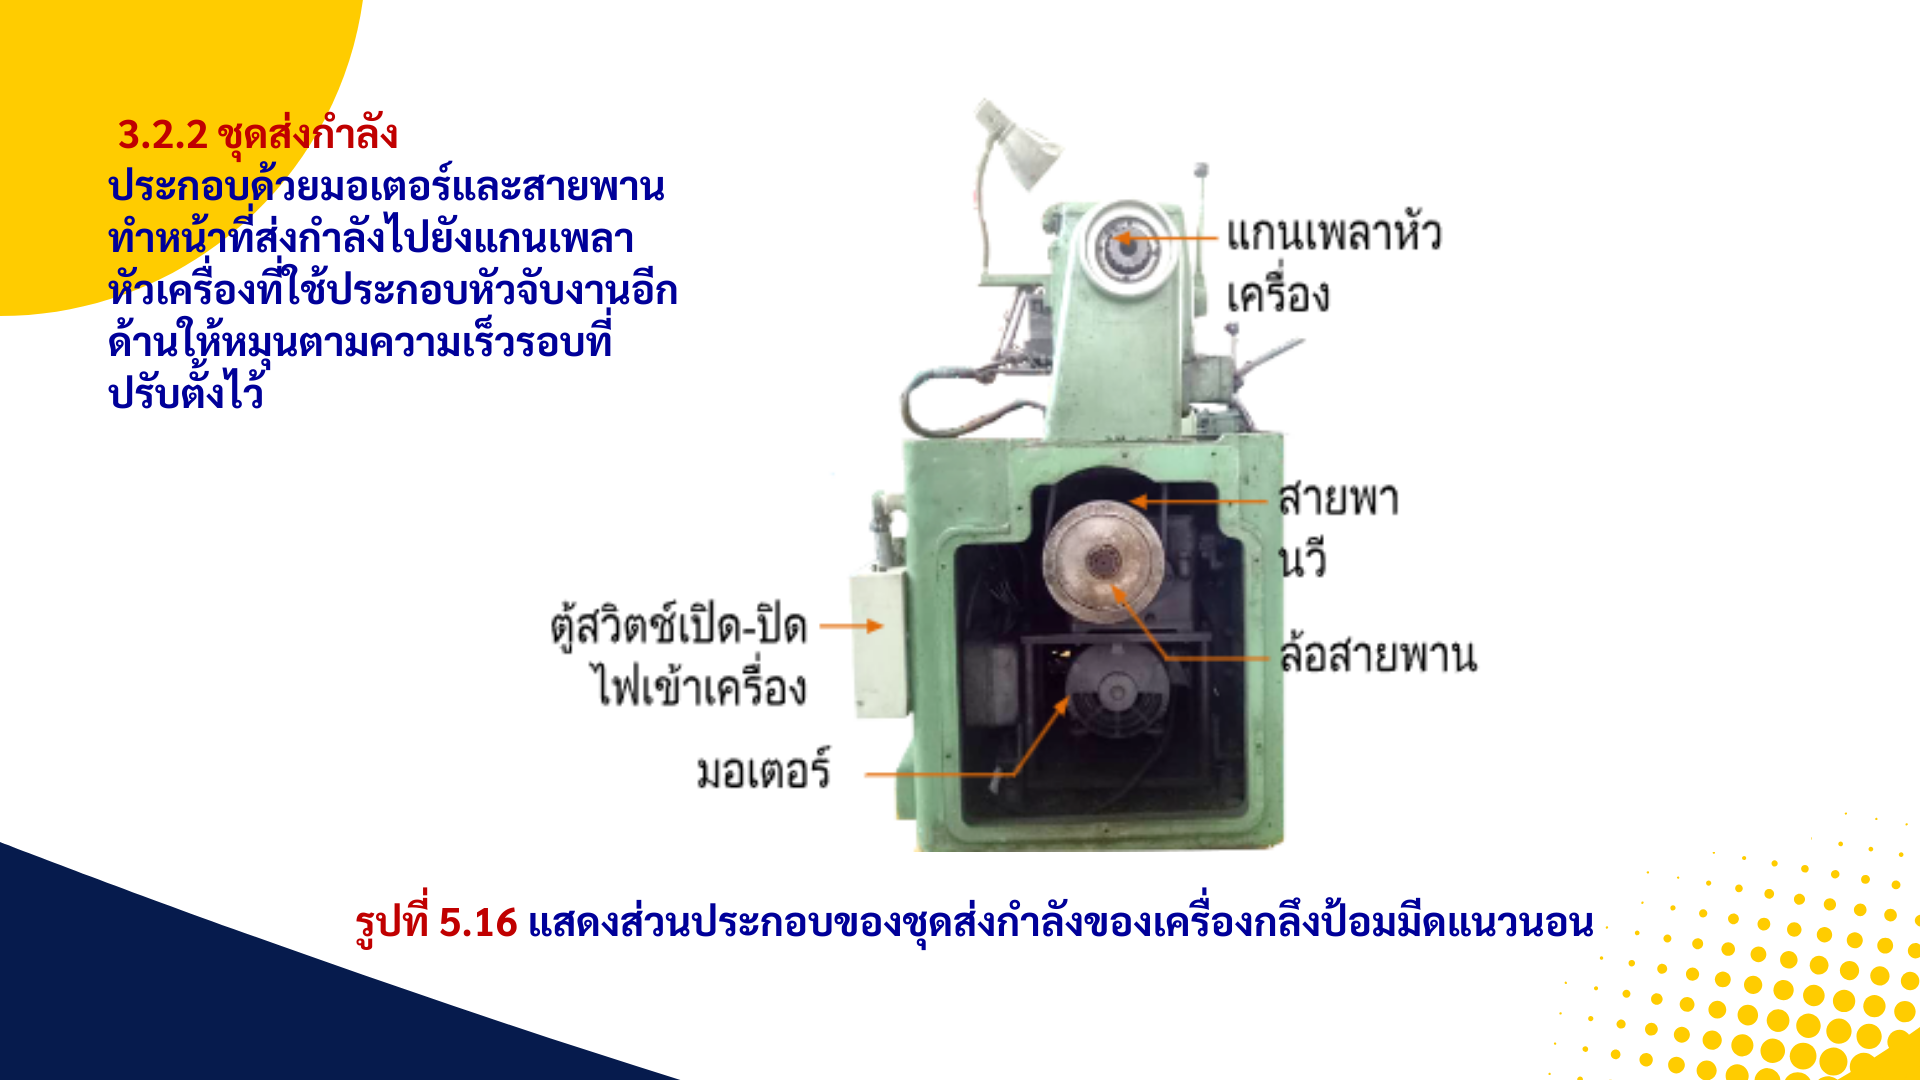 3.2.2 ชุดส่งกำลัง
ประกอบด้วยมอเตอร์และสายพาน
ทำหน้าที่ส่งกำลังไปยังแกนเพลา
หัวเครื่องที่ใช้ประกอบหัวจับงานอีก
ด้านให้หมุนตามความเร็วรอบที่
ปรับตั้งไว้
แกนเพลาหัว
เครื่อง
สายพา
นวี
ตู้สวิตช์เปิด-ปิด
ไฟเข้าเครื่อง
ล้อสายพาน
มอเตอร์
รูปที่ 5.16 แสดงส่วนประกอบของชุดส่งกำลังของเครื่องกลึงป้อมมีดแนวนอน